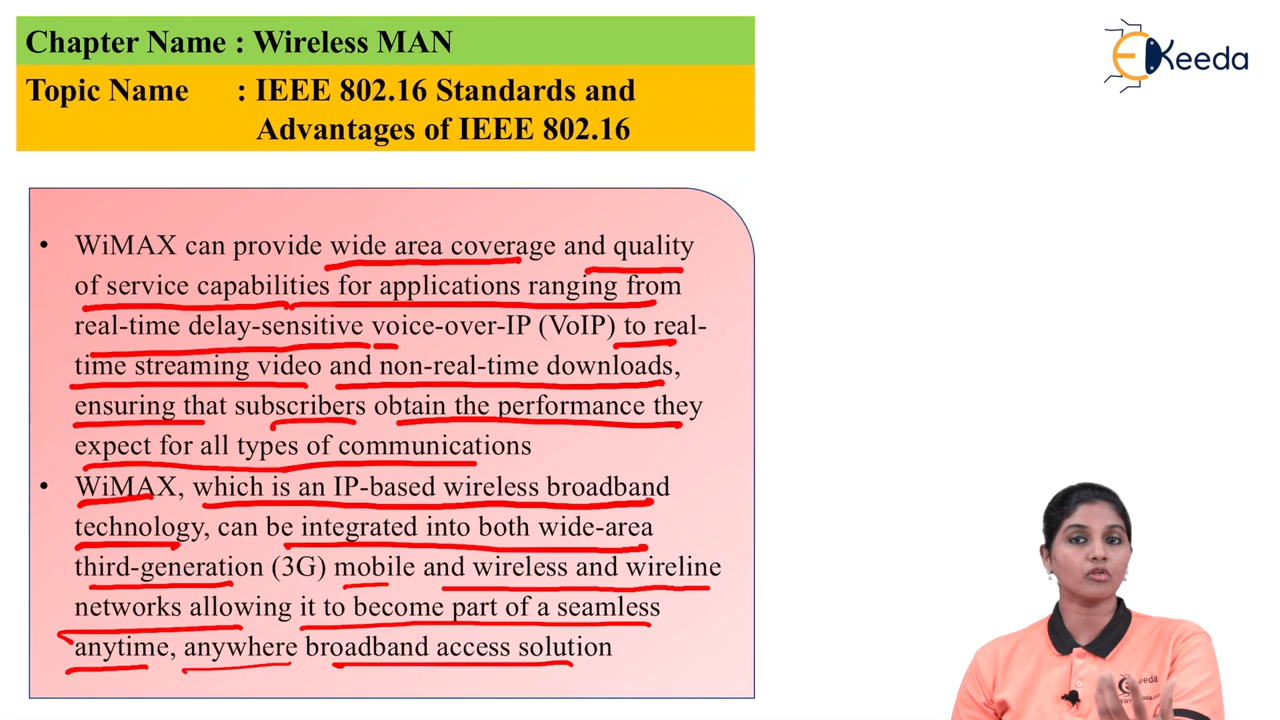 Chapter Name : Wireless MAN
Topic Name : IEEE 802.16 Standards and
Advantages of IEEE 802.16
EKeeda
• WiMAX can provide wide area coverage and quality
of service capabilities for applications ranging from
real-time delay-sensitive voice-over-IP (VoIP) to real-
time streaming video and non-real-time downloads,
ensuring that subscribers obtain the performance they
expect for all types of communications
• WiMAX, which is an IP-based wireless broadband
technology, can be integrated into both wide-area
third-generation (3G) mobile and wireless and wireline
networks allowing it to become part of a seamless
anytime, anywhere broadband access solution